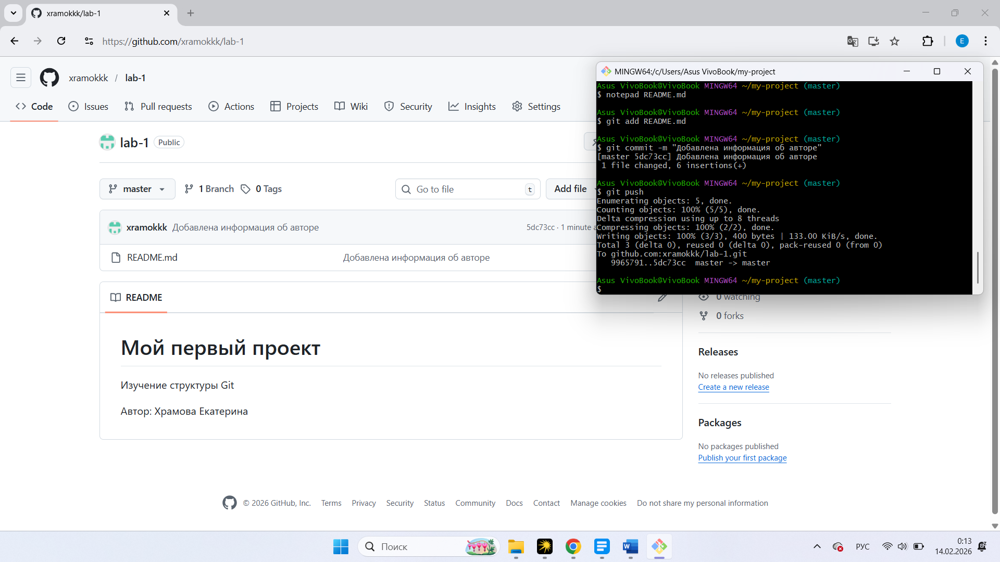 xramokkk/lab-1
https://github.com/xramokkk/lab-1
E
xramokkk / lab-1
Code Issues Pull requests Actions Projects Wiki Security Insights Settings
lab-1 Public
master 1 Branch 0 Tags Go to file t Add file
xramokkk Добавлена информация об авторе 5dc73cc · 1 minute a
README.md Добавлена информация об авторе
README
Мой первый проект
Изучение структуры Git
Автор: Храмова Екатерина
MINGW64:/c/Users/Asus VivoBook/my-project
Asus VivoBook@VivoBook MINGW64 ~/my-project (master)
$ notepad README.md
Asus VivoBook@VivoBook MINGW64 ~/my-project (master)
$ git add README.md
Asus VivoBook@VivoBook MINGW64 ~/my-project (master)
$ git commit -m "Добавлена информация об авторе"
[master 5dc73cc] Добавлена информация об авторе
1 file changed, 6 insertions(+)
Asus VivoBook@VivoBook MINGW64 ~/my-project (master)
$ git push
Enumerating objects: 5, done.
Counting objects: 100% (5/5), done.
Delta compression using up to 8 threads
Compressing objects: 100% (2/2), done.
Writing objects: 100% (3/3), 400 bytes | 133.00 KiB/s, done.
Total 3 (delta 0), reused 0 (delta 0), pack-reused 0 (from 0)
To github.com:xramokkk/lab-1.git
9965791..5dc73cc  master -> master
Asus VivoBook@VivoBook MINGW64 ~/my-project (master)
$
0 watching
0 forks
Releases
No releases published
Create a new release
Packages
No packages published
Publish your first package
© 2026 GitHub, Inc. Terms Privacy Security Status Community Docs Contact Manage cookies Do not share my personal information
Поиск
РУС
0:13
14.02.2026